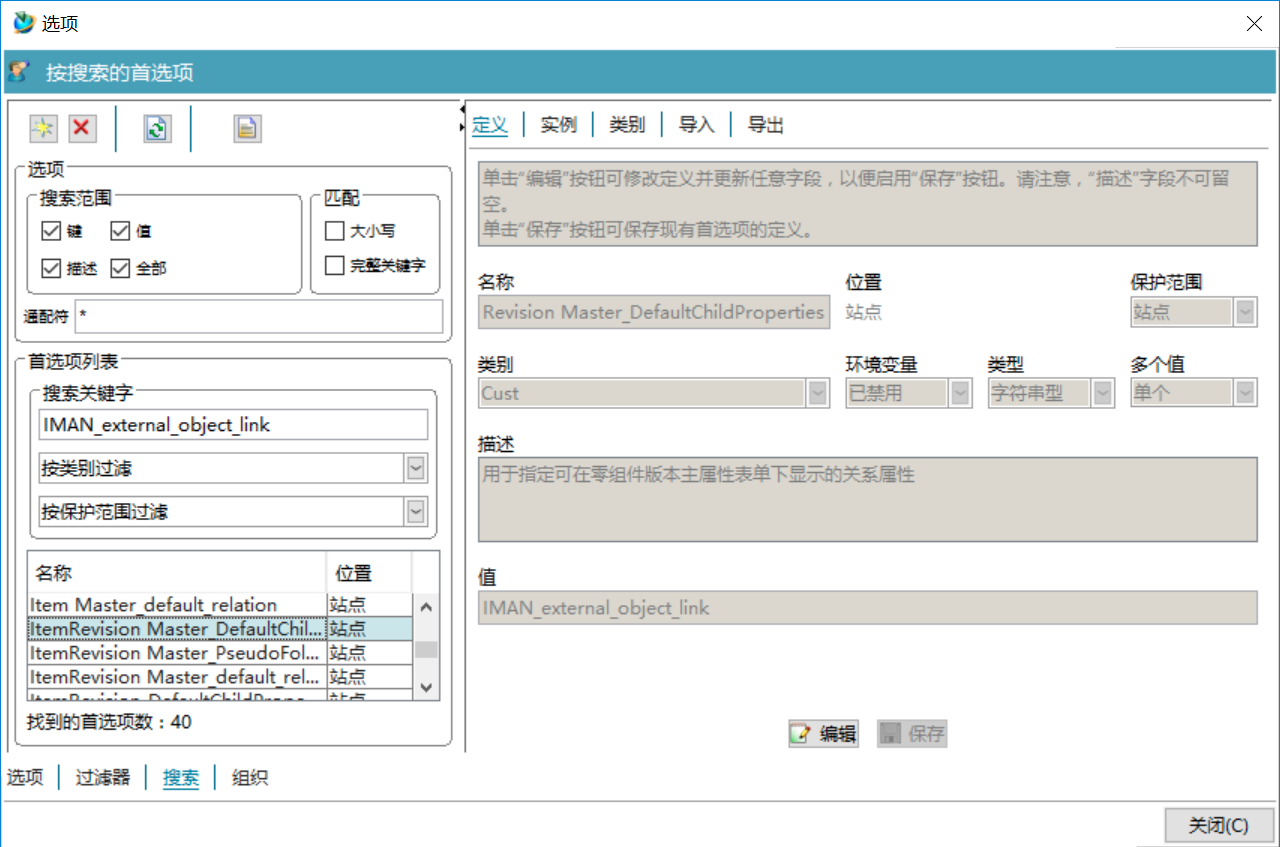 选项
按搜索的首选项
选项
搜索范围
键 值
描述 全部
匹配
大小写
完整关键字
通配符 *
首选项列表
搜索关键字
IMAN_external_object_link
按类别过滤
按保护范围过滤
名称 位置
Item Master_default_relation 站点
ItemRevision Master_DefaultChil... 站点
ItemRevision Master_PseudoFol... 站点
ItemRevision Master_default_rel... 站点
找到的首选项数：40
定义 实例 类别 导入 导出
单击“编辑”按钮可修改定义并更新任意字段，以便启用“保存”按钮。请注意，“描述”字段不可留
空。
单击“保存”按钮可保存现有首选项的定义。
名称 位置 保护范围
Revision Master_DefaultChildProperties 站点 站点
类别 环境变量 类型 多个值
Cust 已禁用 字符串型 单个
描述
用于指定可在零组件版本主属性表单下显示的关系属性
值
IMAN_external_object_link
编辑 保存
选项 过滤器 搜索 组织
关闭(C)